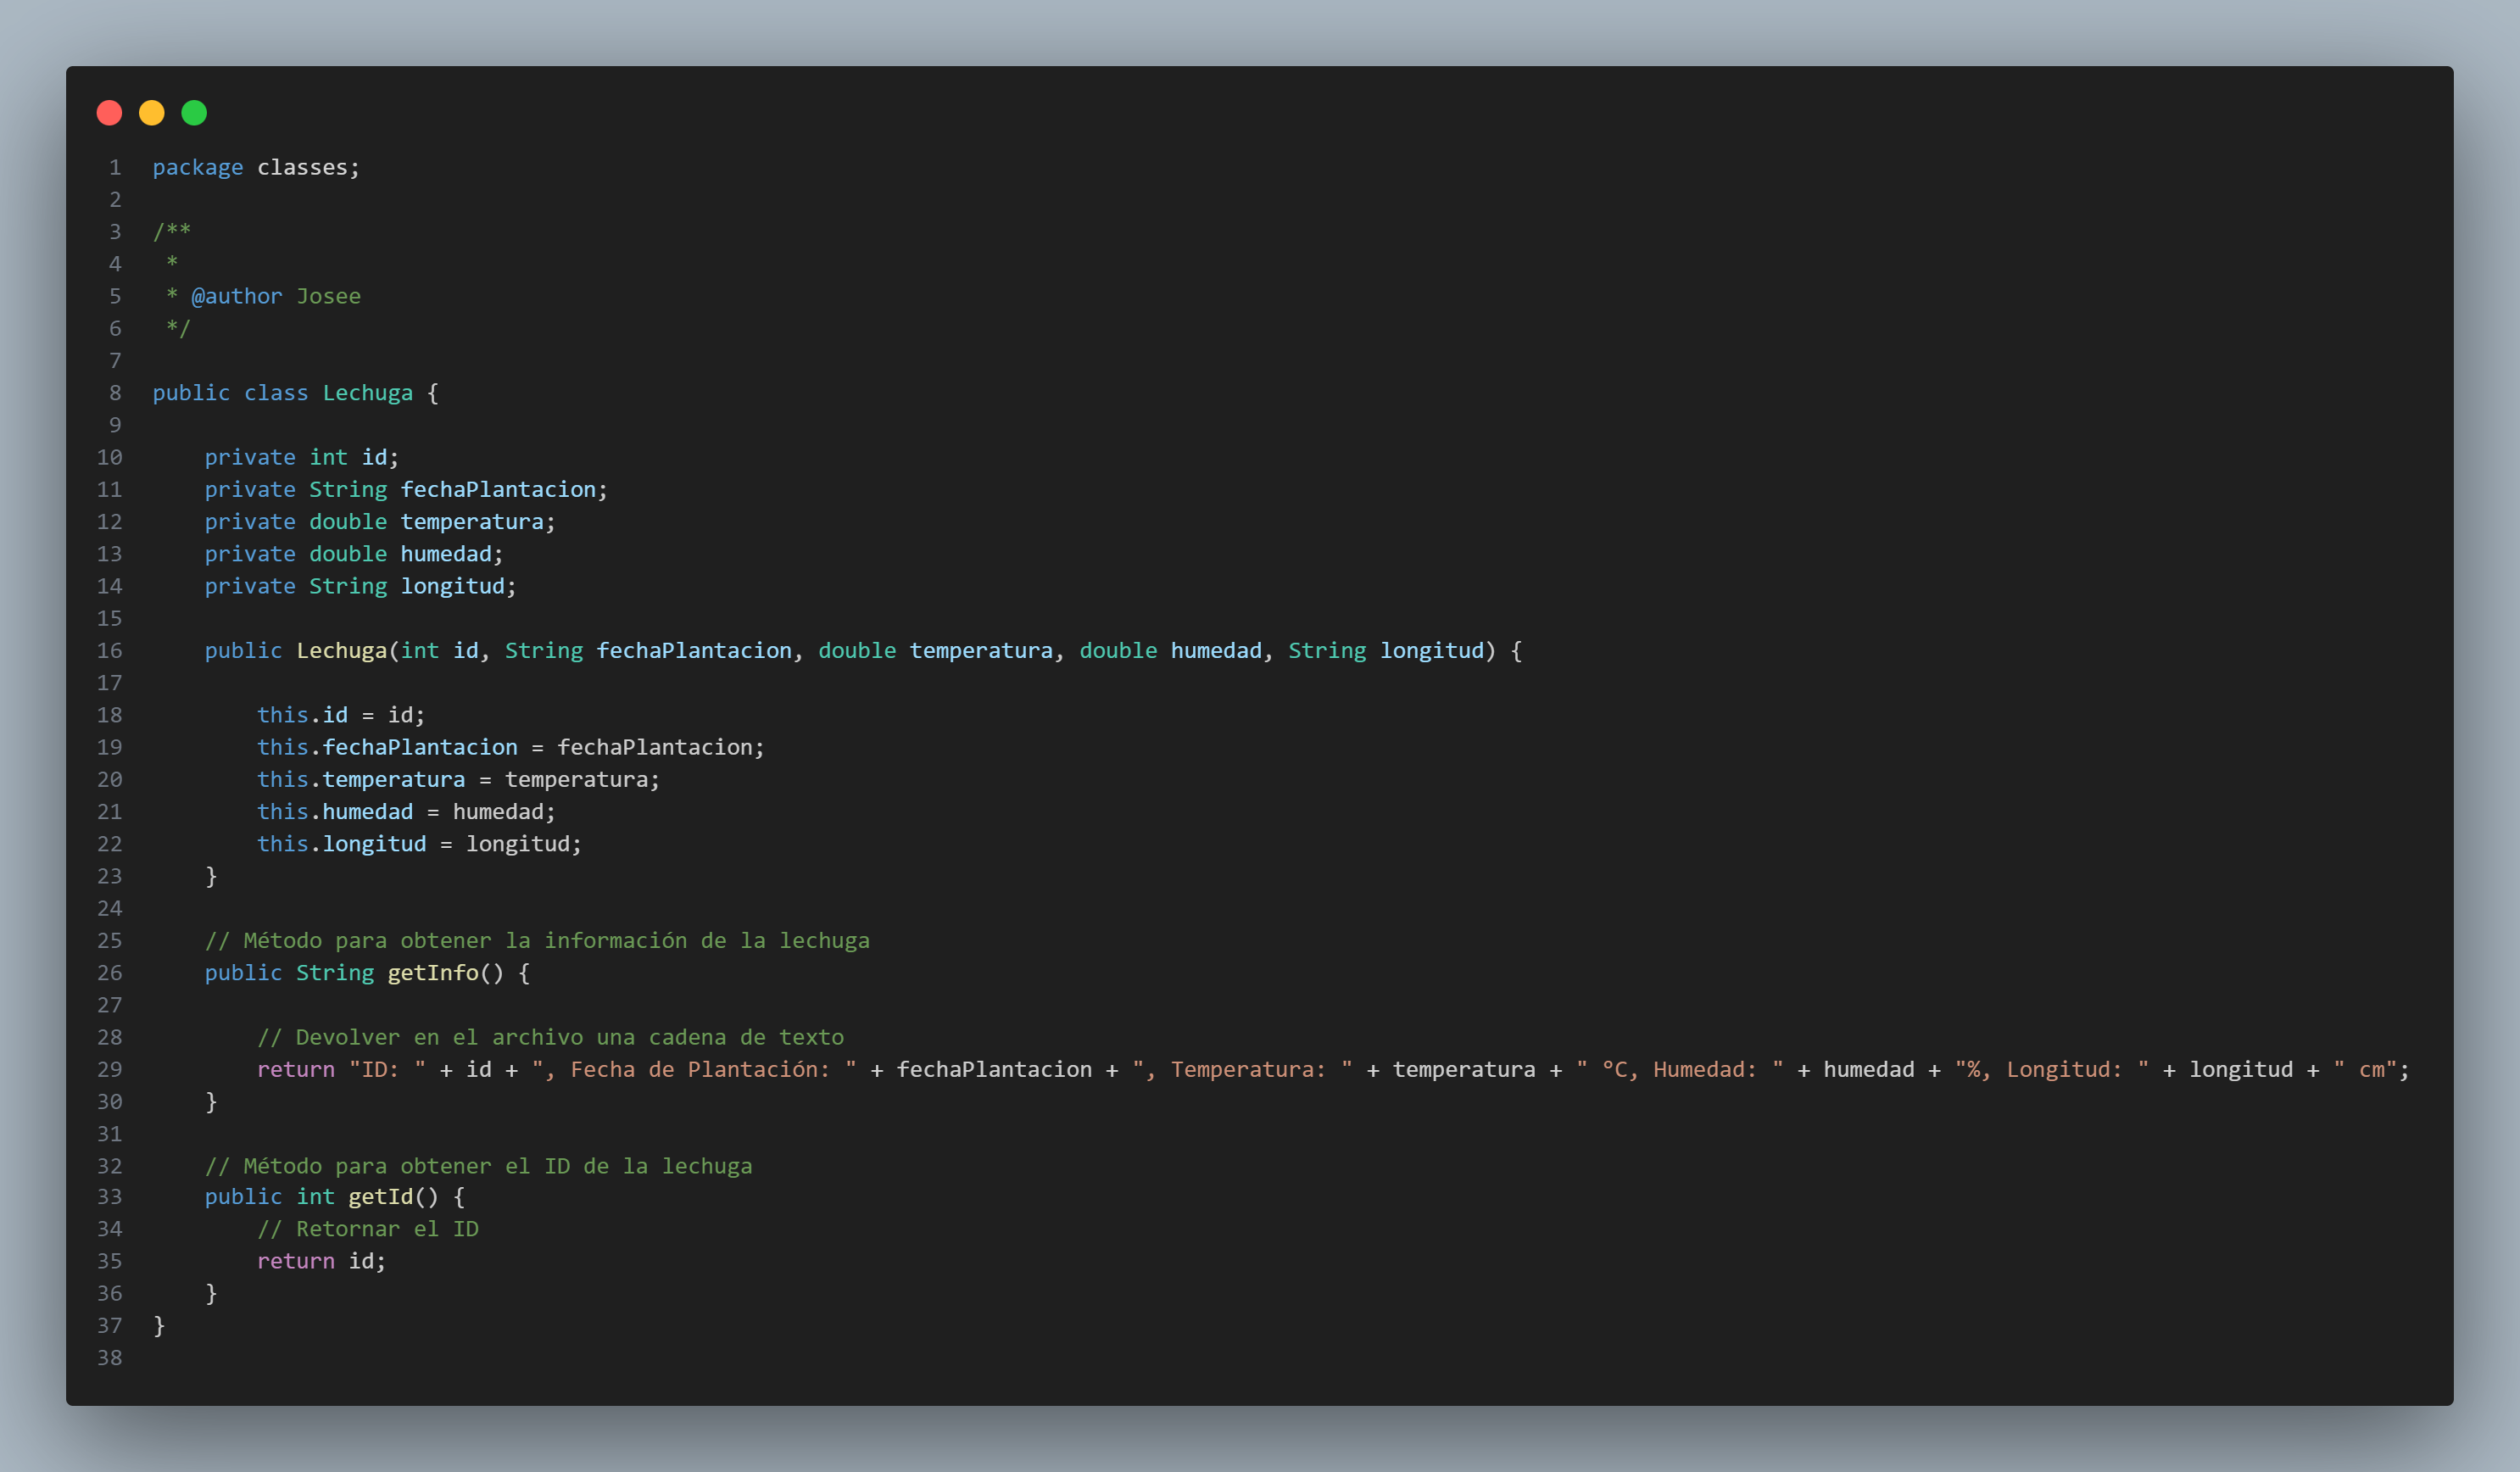 1 package classes;
2
3 /**
4  *
5  * @author Josee
6  */
7
8 public class Lechuga {
9
10     private int id;
11     private String fechaPlantacion;
12     private double temperatura;
13     private double humedad;
14     private String longitud;
15
16     public Lechuga(int id, String fechaPlantacion, double temperatura, double humedad, String longitud) {
17
18         this.id = id;
19         this.fechaPlantacion = fechaPlantacion;
20         this.temperatura = temperatura;
21         this.humedad = humedad;
22         this.longitud = longitud;
23     }
24
25     // Método para obtener la información de la lechuga
26     public String getInfo() {
27
28         // Devolver en el archivo una cadena de texto
29         return "ID: " + id + ", Fecha de Plantación: " + fechaPlantacion + ", Temperatura: " + temperatura + " °C, Humedad: " + humedad + "%, Longitud: " + longitud + " cm";
30     }
31
32     // Método para obtener el ID de la lechuga
33     public int getId() {
34         // Retornar el ID
35         return id;
36     }
37 }
38